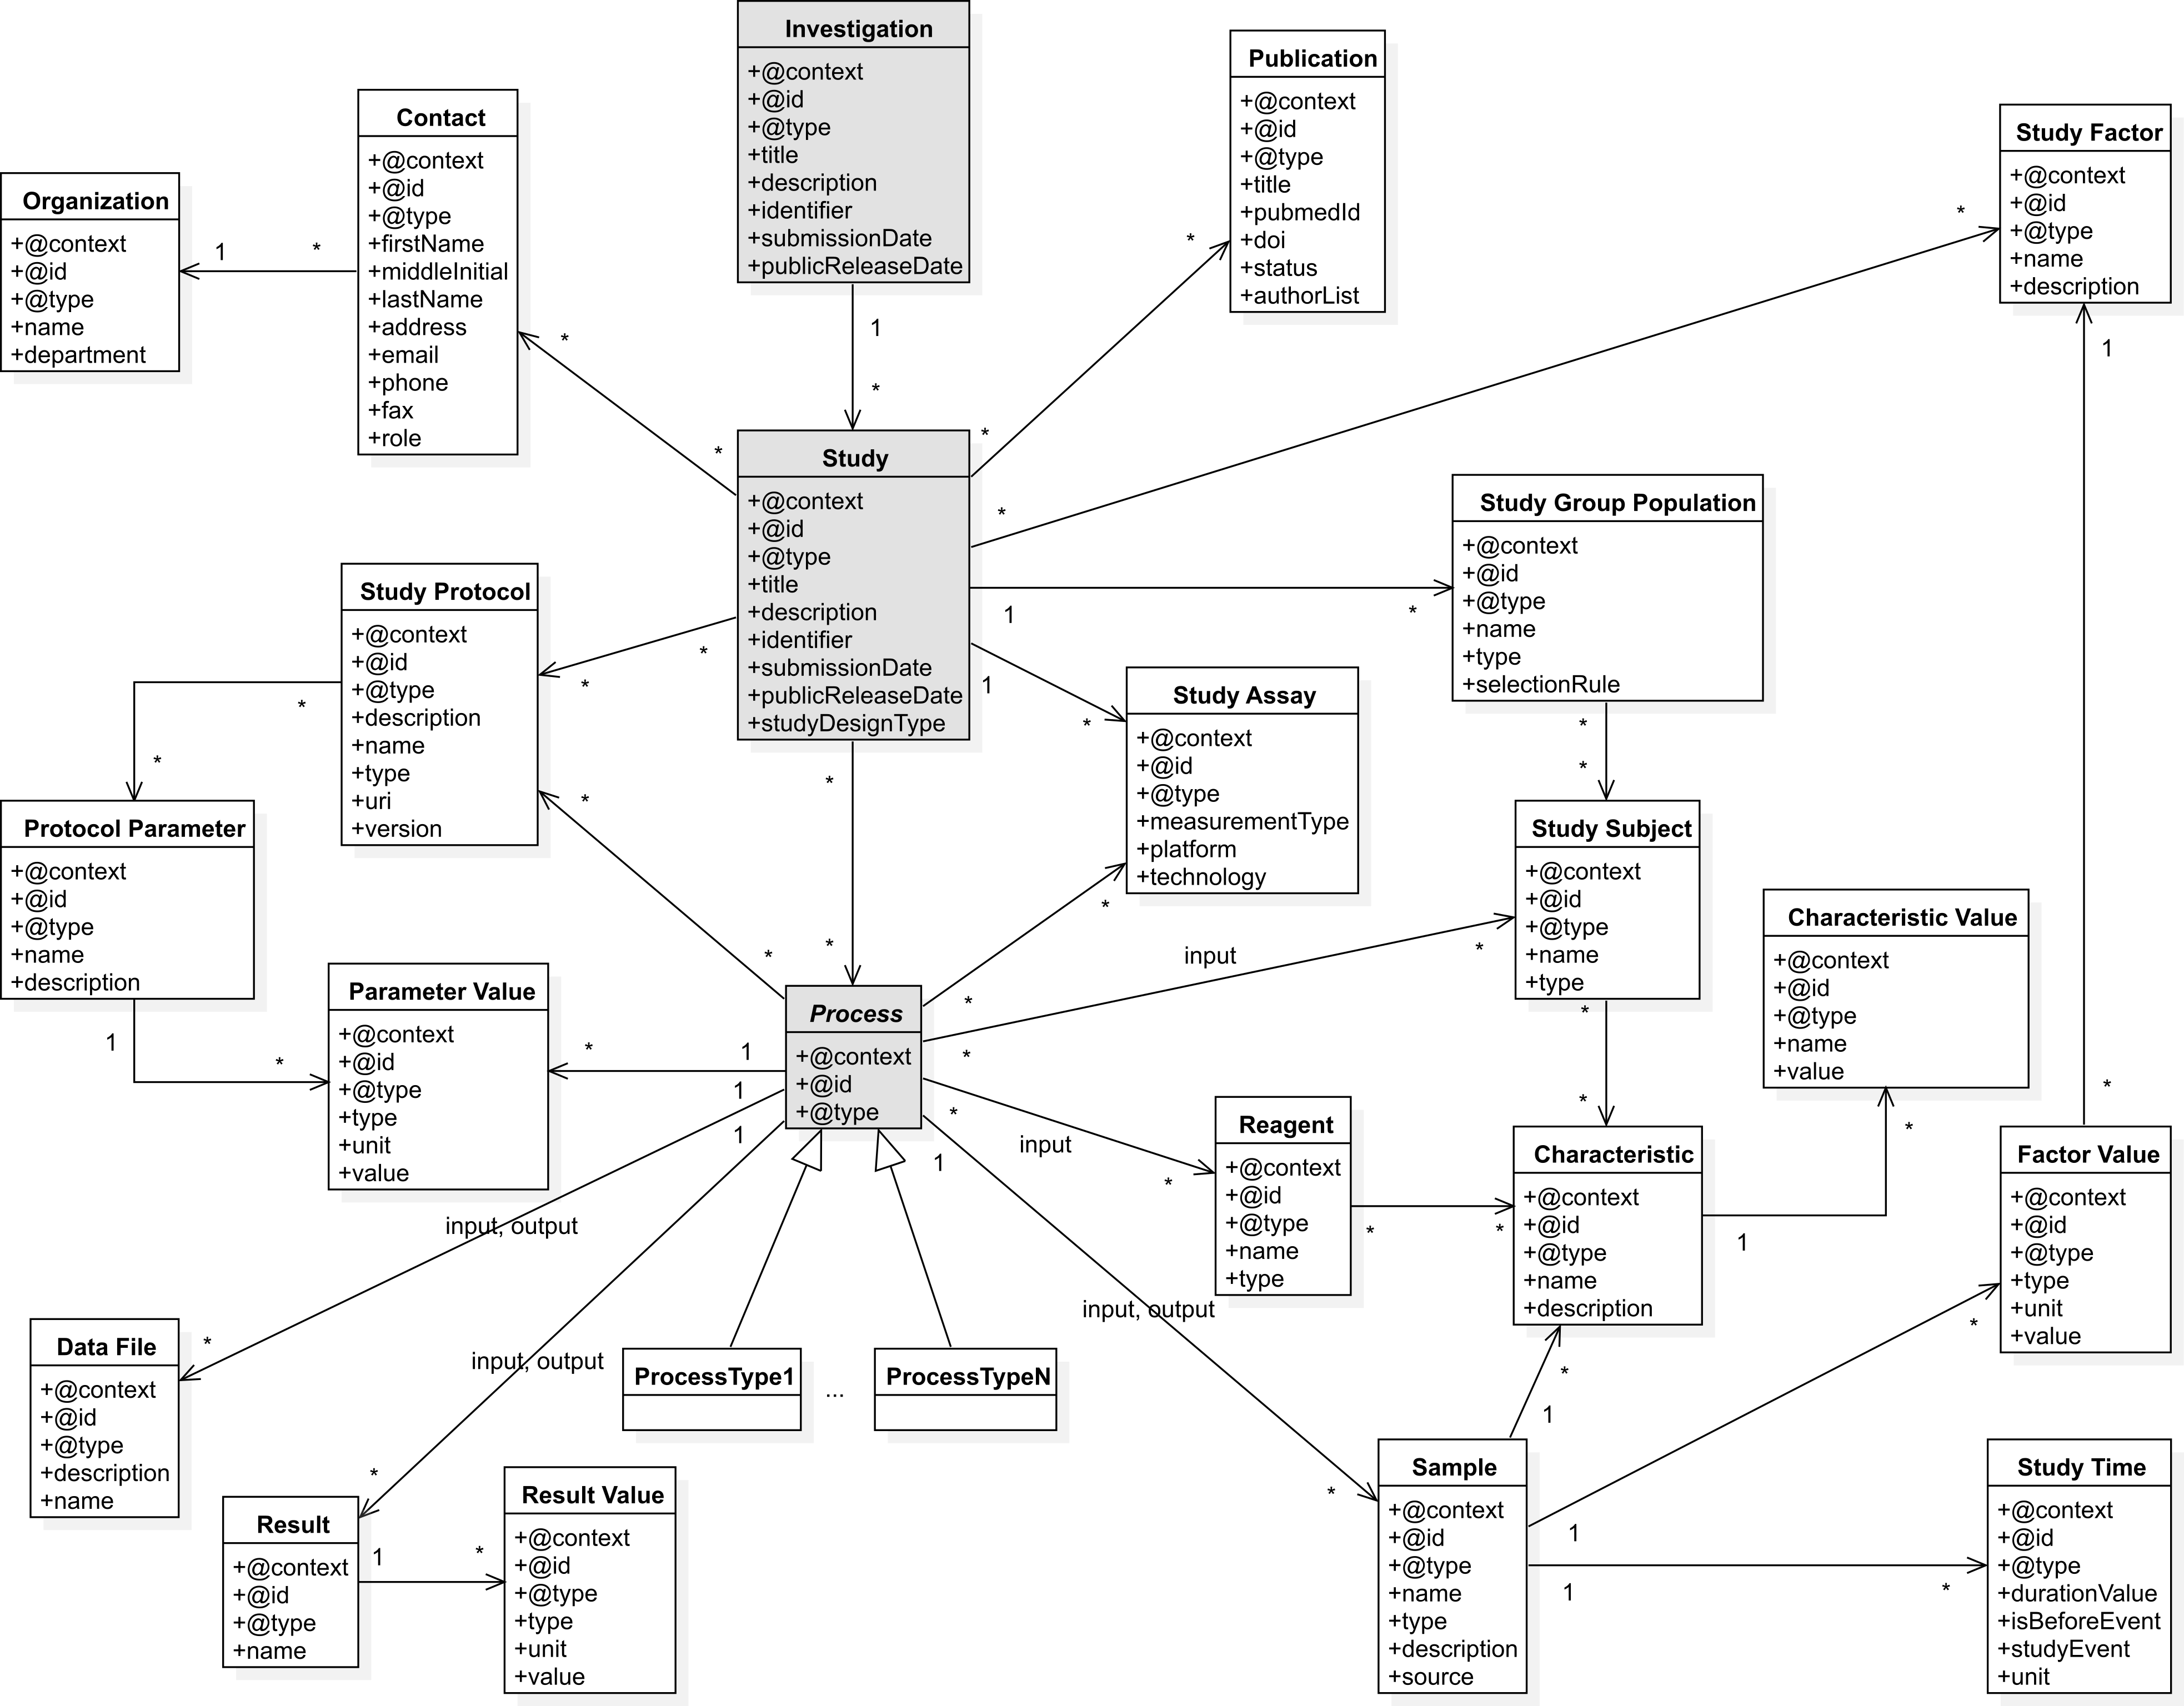 Investigation
+@context
+@id
+@type
+title
+description
+identifier
+submissionDate
+publicReleaseDate
Publication
+@context
+@id
+@type
+title
+pubmedId
+doi
+status
+authorList
Contact
+@context
+@id
+@type
+firstName
+middleInitial
+lastName
+address
+email
+phone
+fax
+role
Study Factor
+@context
+@id
+@type
+name
+description
Organization
+@context
+@id
+@type
+name
+department
1
*
*
*
1
*
*
*
*
*
1
Study
+@context
+@id
+@type
+title
+description
+identifier
+submissionDate
+publicReleaseDate
+studyDesignType
Study Group Population
+@context
+@id
+@type
+name
+type
+selectionRule
1
*
Study Protocol
+@context
+@id
+@type
+description
+name
+type
+uri
+version
*
*
*
*
1
*
Study Assay
+@context
+@id
+@type
+measurementType
+platform
+technology
*
*
*
*
Protocol Parameter
+@context
+@id
+@type
+name
+description
*
*
*
*
Study Subject
+@context
+@id
+@type
+name
+type
input
*
*
Characteristic Value
+@context
+@id
+@type
+name
+value
Parameter Value
+@context
+@id
+@type
+type
+unit
+value
1
*
*
1
1
1
Process
+@context
+@id
+@type
*
*
input
*
1
Reagent
+@context
+@id
+@type
+name
+type
*
*
*
*
Characteristic
+@context
+@id
+@type
+name
+description
1
*
*
Factor Value
+@context
+@id
+@type
+type
+unit
+value
input, output
input, output
input, output
Data File
+@context
+@id
+@type
+description
+name
*
ProcessType1
...
ProcessTypeN
*
1
*
Result
+@context
+@id
+@type
+name
*
1
*
Result Value
+@context
+@id
+@type
+type
+unit
+value
*
Sample
+@context
+@id
+@type
+name
+type
+description
+source
1
1
*
Study Time
+@context
+@id
+@type
+durationValue
+isBeforeEvent
+studyEvent
+unit